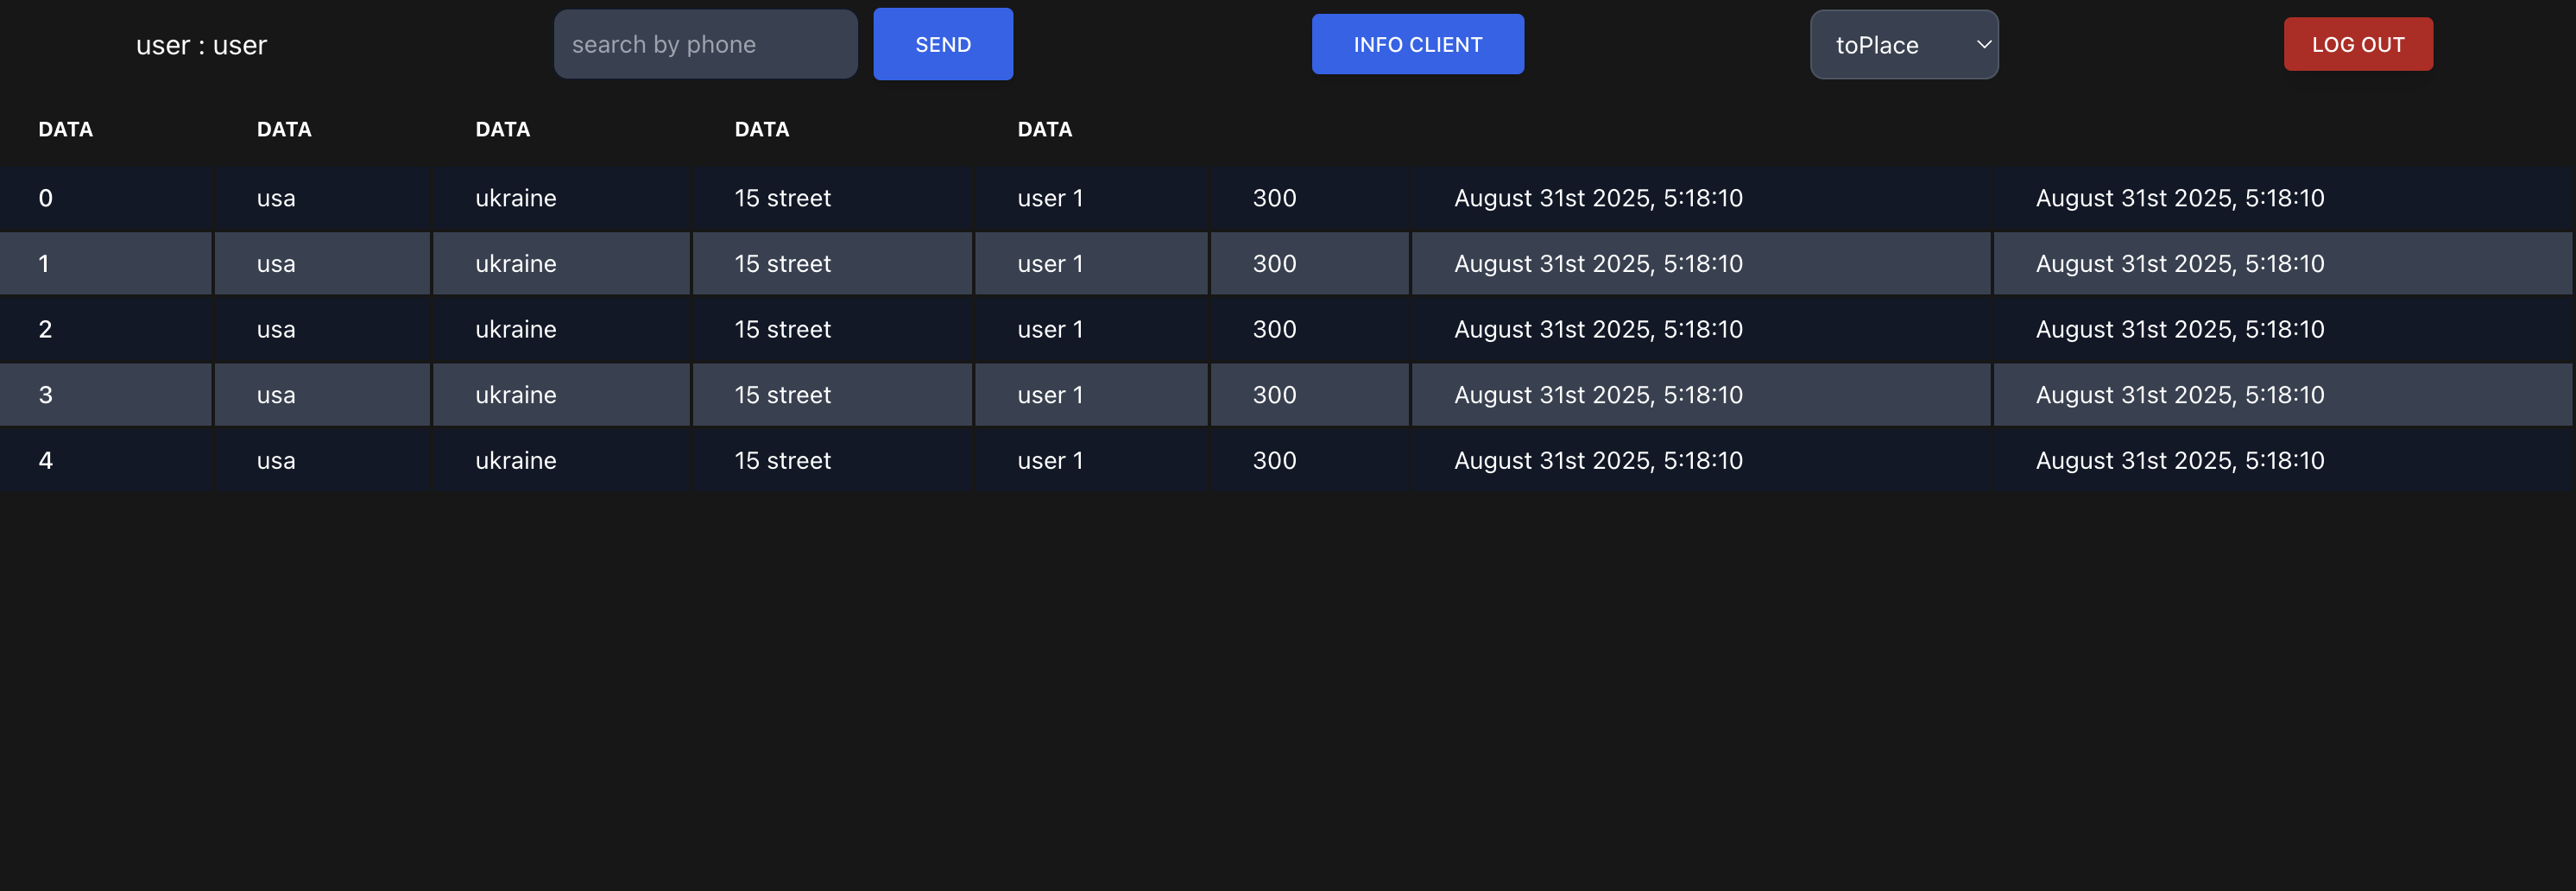 user : user search by phone SEND INFO CLIENT toPlace LOG OUT
DATA DATA DATA DATA DATA
0 usa ukraine 15 street user 1 300 August 31st 2025, 5:18:10 August 31st 2025, 5:18:10
1 usa ukraine 15 street user 1 300 August 31st 2025, 5:18:10 August 31st 2025, 5:18:10
2 usa ukraine 15 street user 1 300 August 31st 2025, 5:18:10 August 31st 2025, 5:18:10
3 usa ukraine 15 street user 1 300 August 31st 2025, 5:18:10 August 31st 2025, 5:18:10
4 usa ukraine 15 street user 1 300 August 31st 2025, 5:18:10 August 31st 2025, 5:18:10